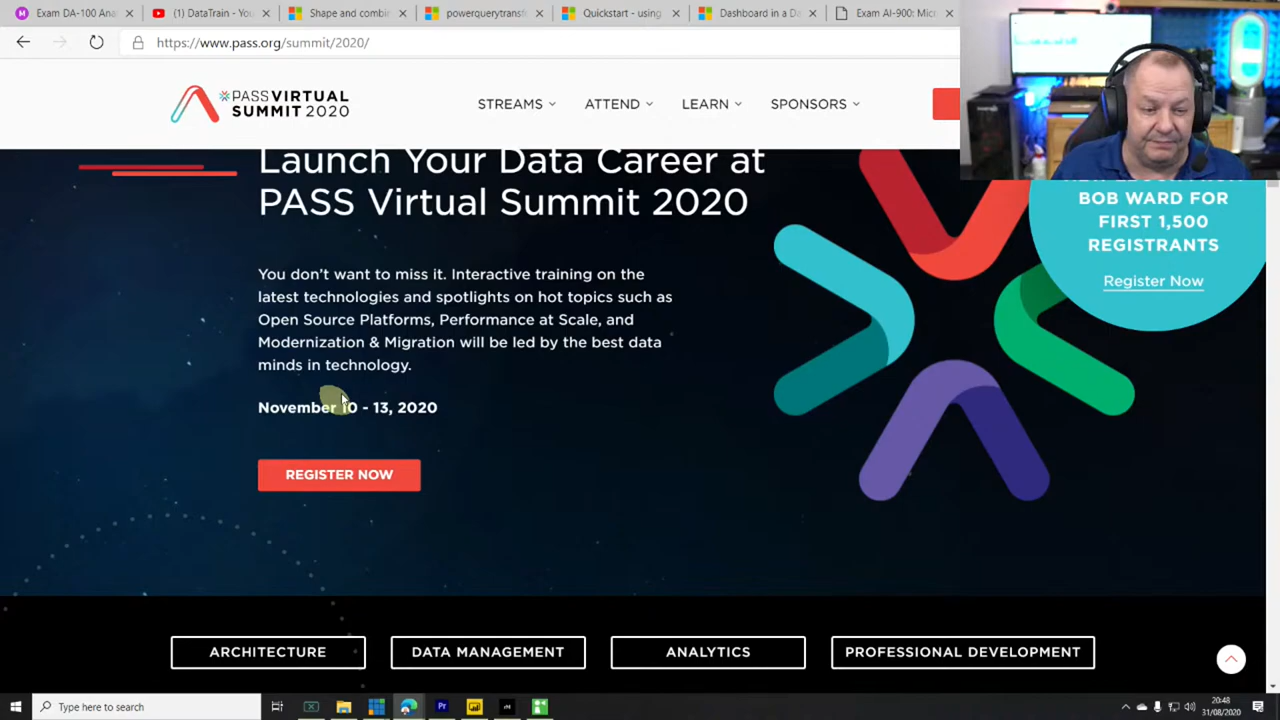 Exam DA-100 Ana
(1) DataTrain - You
Shape and combin
powerquerytransf
Quickstart - using
Dashboard in a Da
Exam AI-900: Micr
https://www.pass.org/summit/2020/
PASS VIRTUAL
SUMMIT 2020
STREAMS
ATTEND
LEARN
SPONSORS
Launch Your Data Career at
PASS Virtual Summit 2020
You don't want to miss it. Interactive training on the
latest technologies and spotlights on hot topics such as
Open Source Platforms, Performance at Scale, and
Modernization & Migration will be led by the best data
minds in technology.
November 10 - 13, 2020
REGISTER NOW
BOB WARD FOR
FIRST 1,500
REGISTRANTS
Register Now
ARCHITECTURE
DATA MANAGEMENT
ANALYTICS
PROFESSIONAL DEVELOPMENT
Type here to search
20:48
31/08/2020